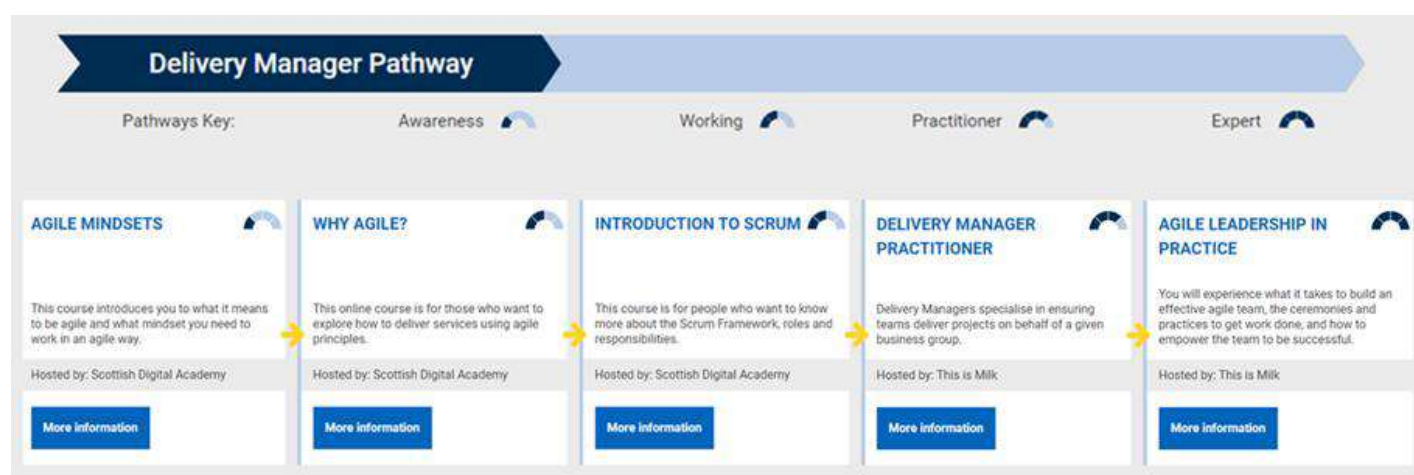 Delivery Manager Pathway
Pathways Key:
Awareness
Working
Practitioner
Expert
AGILE MINDSETS
This course introduces you to what it means
to be agile and what mindset you need to
work in an agile way.
Hosted by: Scottish Digital Academy
More information
WHY AGILE?
This online course is for those who want to
explore how to deliver services using agile
principles.
Hosted by: Scottish Digital Academy
More information
INTRODUCTION TO SCRUM
This course is for people who want to know
more about the Scrum Framework, roles and
responsibilities.
Hosted by: Scottish Digital Academy
More information
DELIVERY MANAGER
PRACTITIONER
Delivery Managers specialise in ensuring
teams deliver projects on behalf of a given
business group.
Hosted by: This is Milk
More information
AGILE LEADERSHIP IN
PRACTICE
You will experience what it takes to build an
effective agile team, the ceremonies and
practices to get work done, and how to
empower the team to be successful.
Hosted by: This is Milk
More information